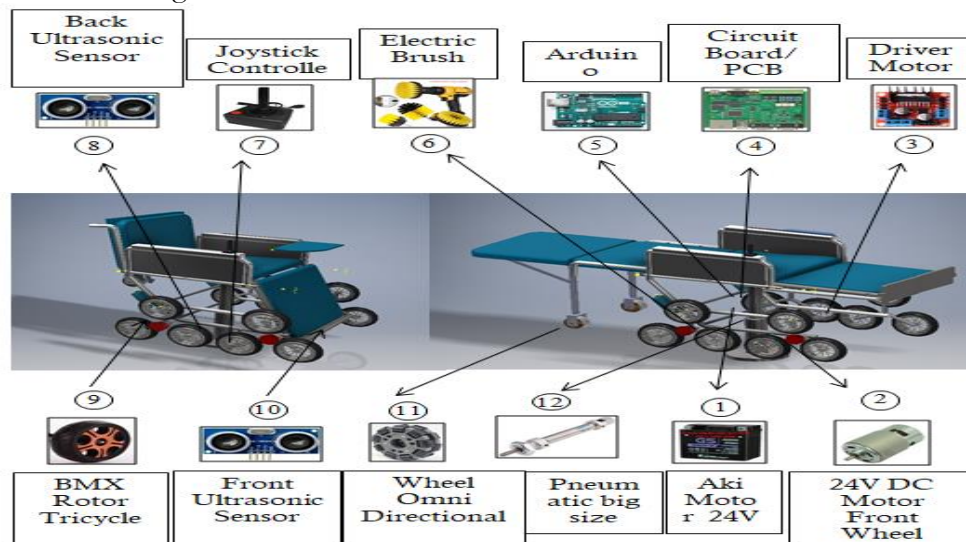 Back
Ultrasonic
Sensor
Joystick
Controlle
Electric
Brush
Arduin
o
Circuit
Board/
PCB
Driver
Motor
8
7
6
5
4
3
9
10
11
12
1
2
BMX
Rotor
Tricycle
Front
Ultrasonic
Sensor
Wheel
Omni
Directional
Pneum
atic big
size
Aki
Moto
r 24V
24V DC
Motor
Front
Wheel